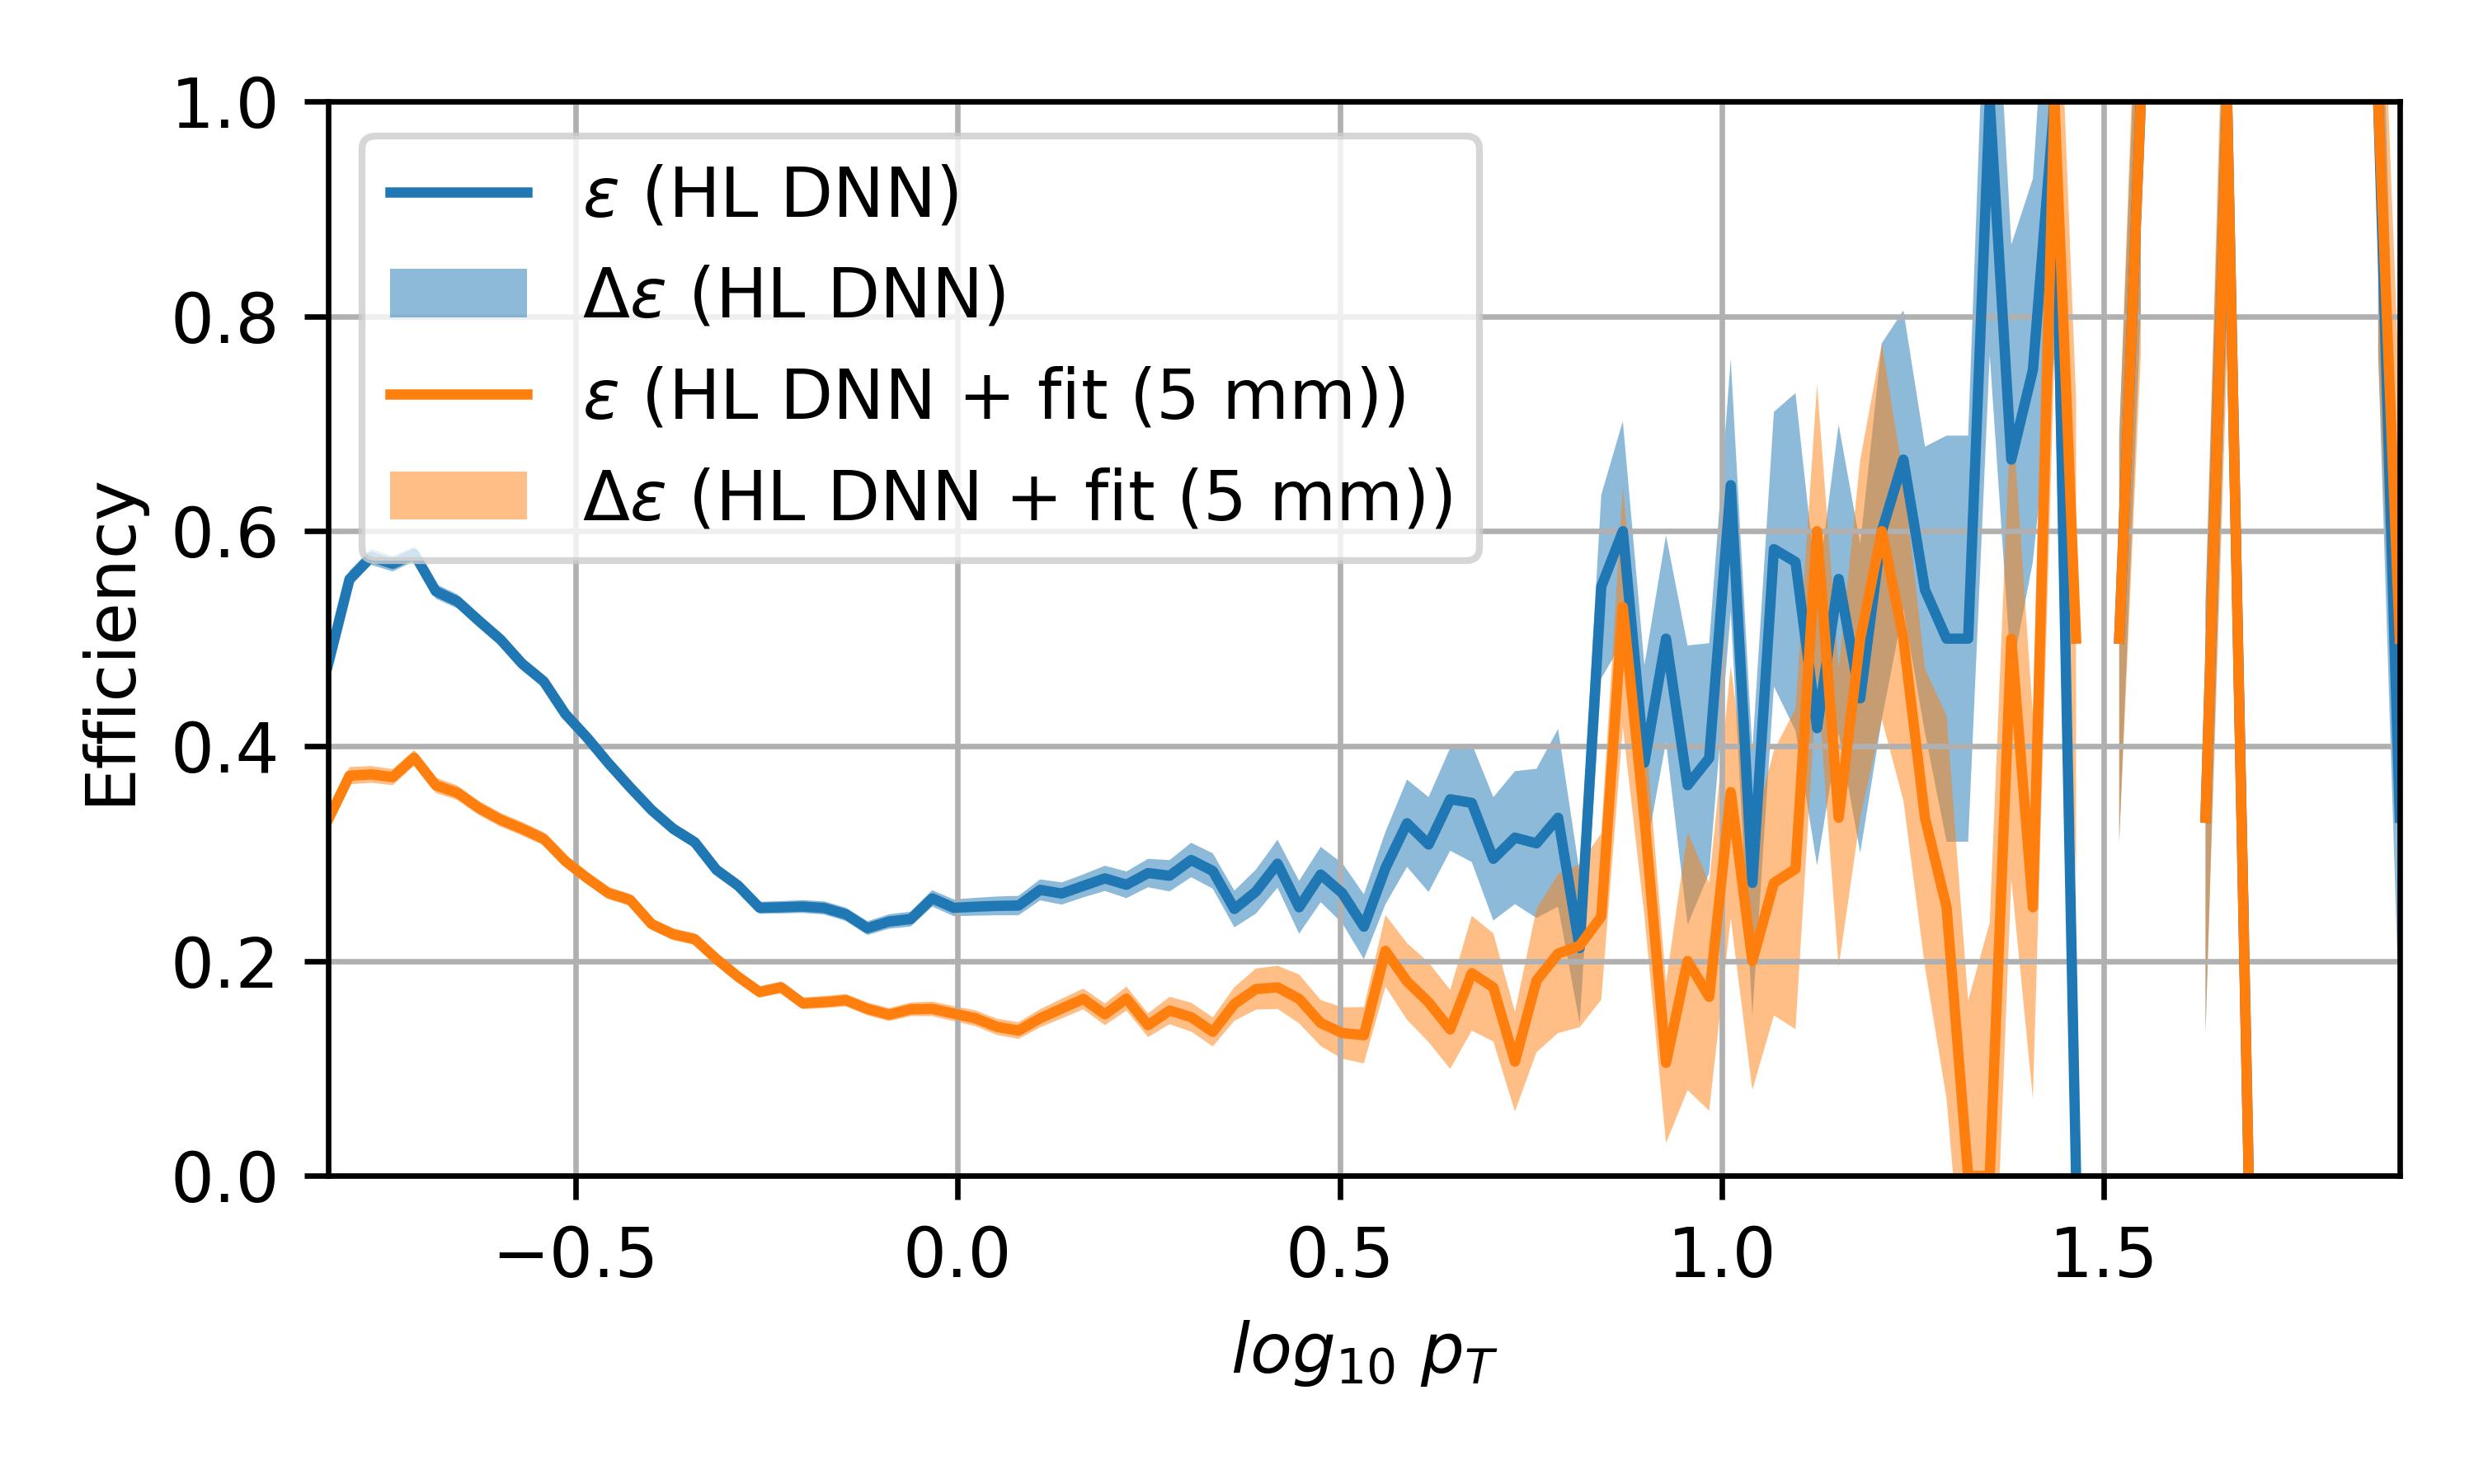 1.0
0.8
0.6
0.4
0.2
0.0
Efficiency
ε (HL DNN)
Δε (HL DNN)
ε (HL DNN + fit (5 mm))
Δε (HL DNN + fit (5 mm))
−0.5 0.0 0.5 1.0 1.5
log₁₀ p_T